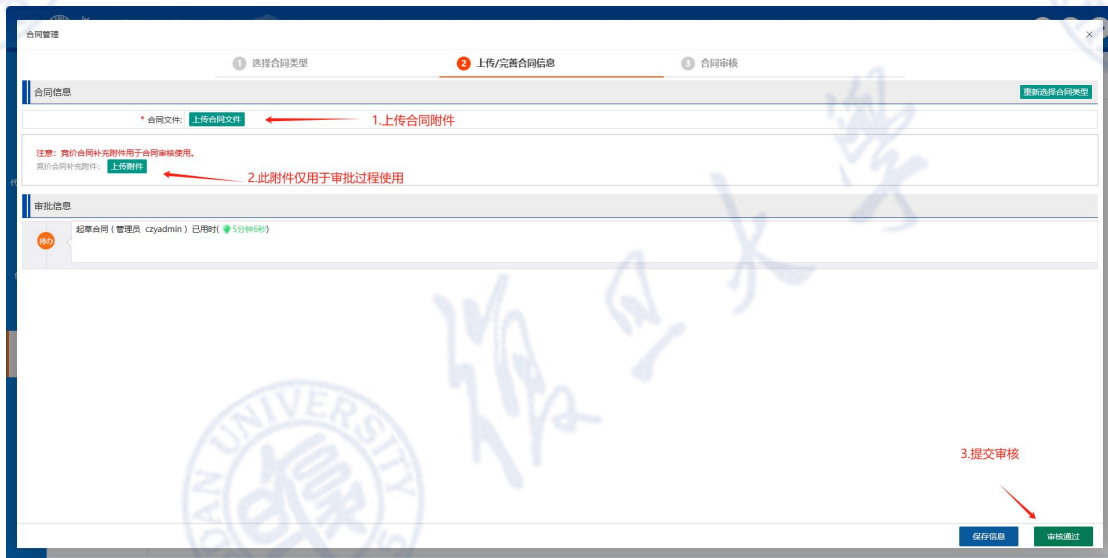 合同管理
×
1 选择合同类型
2 上传/完善合同信息
3 合同审核
合同信息
重新选择合同类型
* 合同文件: 上传合同文件
1.上传合同附件
注意：竞价合同补充附件用于合同审核使用。
竞价合同补充附件: 上传附件
2.此附件仅用于审批过程使用
审批信息
待办
起草合同 ( 管理员 czyadmin ) 已用时( 5分钟6秒)
復旦大学
UNIVERSITY
DAN
3.提交审核
保存信息
审核通过